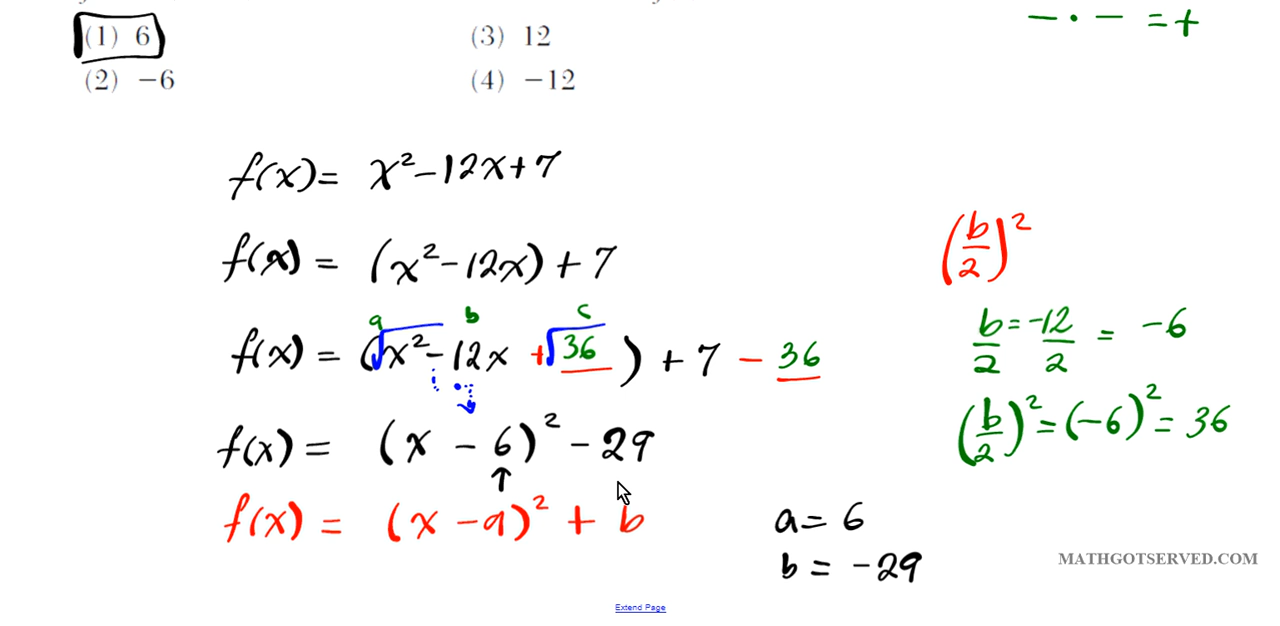 (1) 6
(3) 12
− · − = +
(2) −6
(4) −12
f(x) = x² − 12x + 7
f(x) = (x² − 12x) + 7
(b/2)²
a b c
f(x) = (√x² − 12x + √36) + 7 − 36
b/2 = −12/2 = −6
(b/2)² = (−6)² = 36
f(x) = (x − 6)² − 29
↑
f(x) = (x − a)² + b
a = 6
b = −29
MATHGOTSERVED.COM
Extend Page